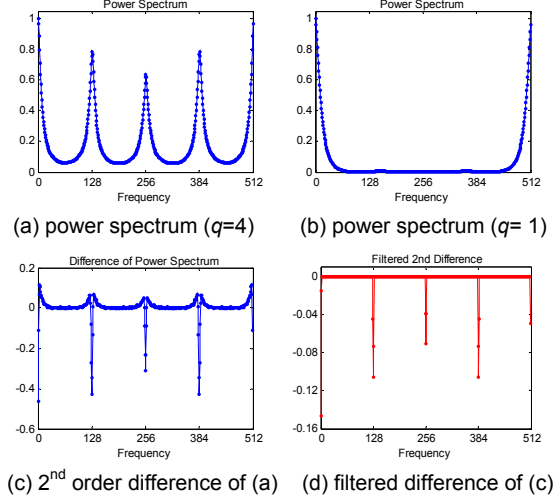 Power Spectrum
Power Spectrum
1
0.8
0.6
0.4
0.2
0
0 128 256 384 512
Frequency
1
0.8
0.6
0.4
0.2
0
0 128 256 384 512
Frequency
(a) power spectrum (q=4)
(b) power spectrum (q= 1)
Difference of Power Spectrum
Filtered 2nd Difference
0.2
0
-0.2
-0.4
-0.6
0 128 256 384 512
Frequency
0
-0.04
-0.08
-0.12
-0.16
0 128 256 384 512
Frequency
(c) 2nd order difference of (a)
(d) filtered difference of (c)